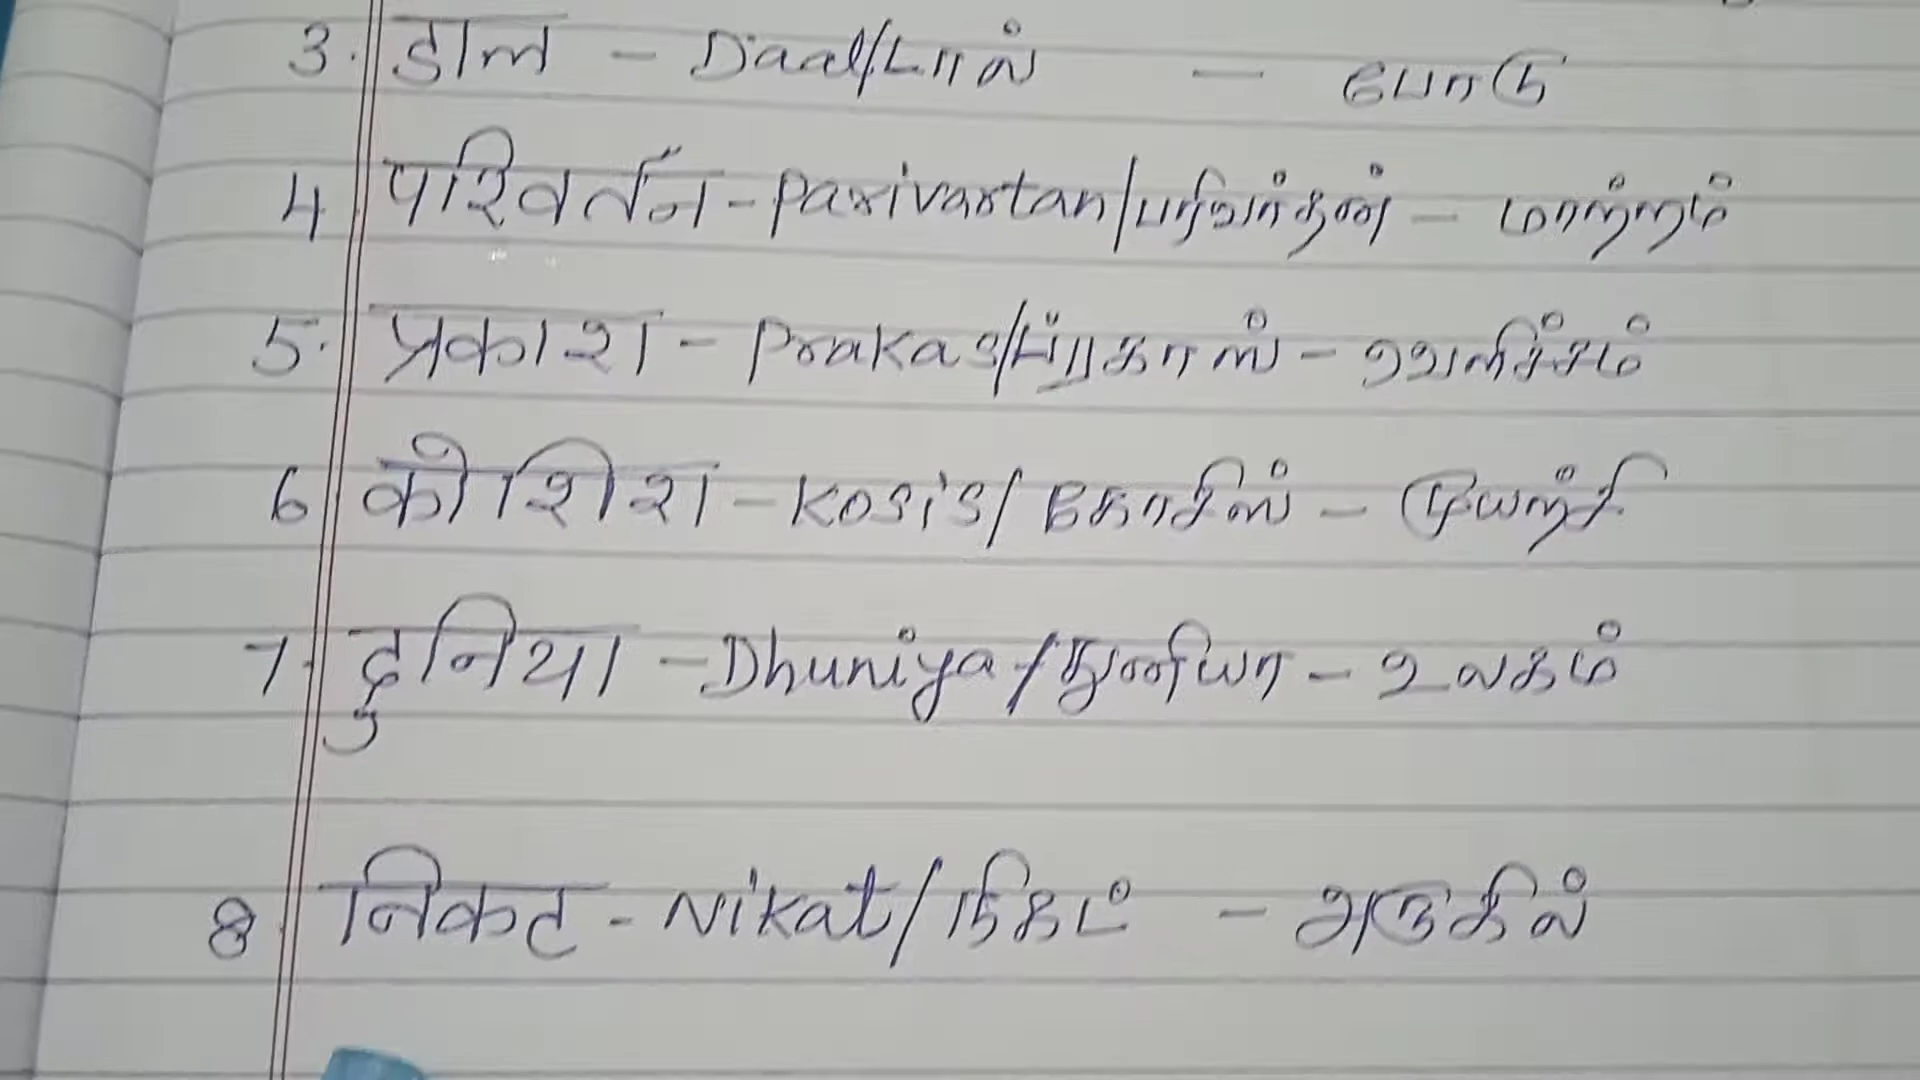 3. डाल - Daal/டால் - போடு
4. परिवर्तन - Parivartan/பரிவர்தன் - மாற்றம்
5. प्रकाश - Prakas/ப்ரகாஸ் - வெளிச்சம்
6 कोशिश - Kosis/கோசிஸ் - முயற்சி
7. दुनिया - Dhuniya/துனியா - உலகம்
8. निकट - Nikat/நிகட் - அருகில்